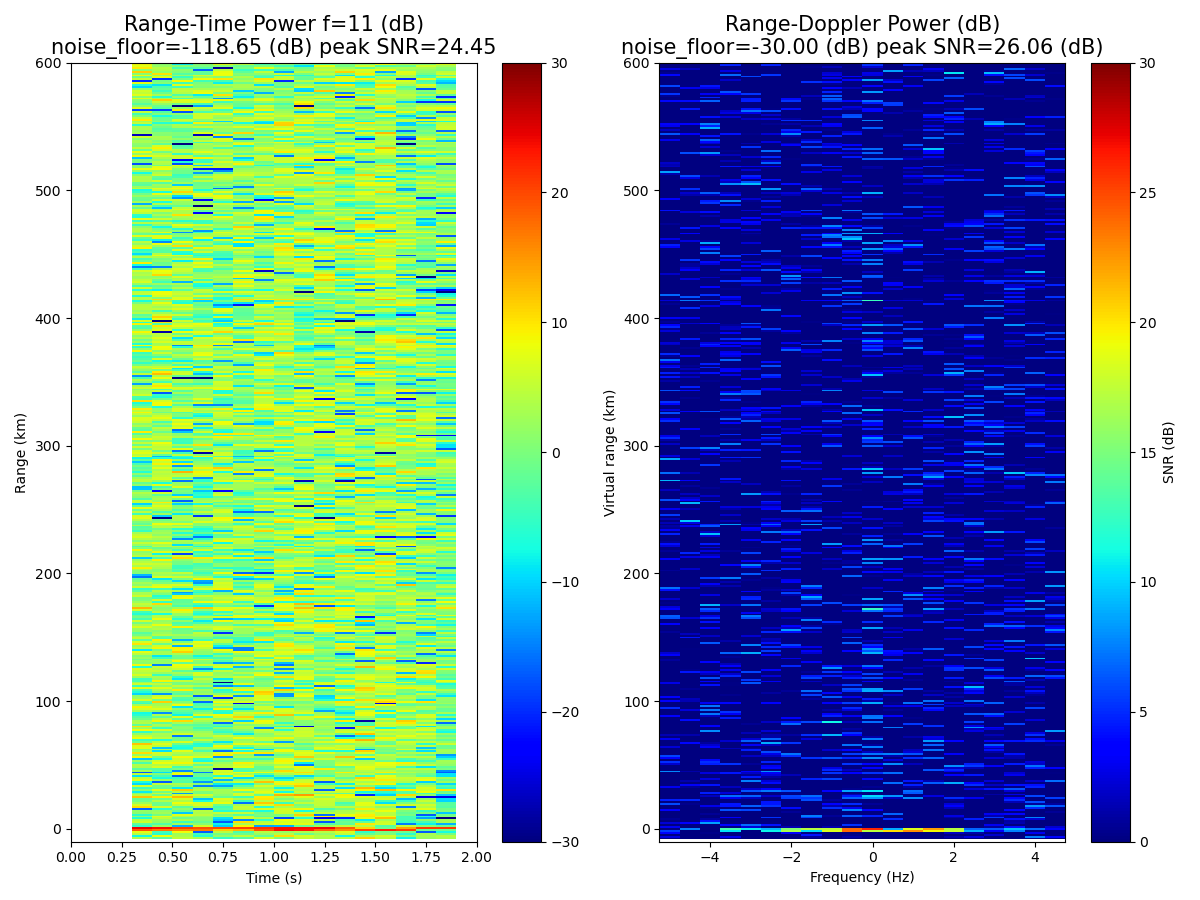 Range-Time Power f=11 (dB)
noise_floor=-118.65 (dB) peak SNR=24.45
Range-Doppler Power (dB)
noise_floor=-30.00 (dB) peak SNR=26.06 (dB)
600
500
400
300
200
100
0
Range (km)
0.00 0.25 0.50 0.75 1.00 1.25 1.50 1.75 2.00
Time (s)
30
20
10
0
−10
−20
−30
600
500
400
300
200
100
0
Virtual range (km)
−4 −2 0 2 4
Frequency (Hz)
30
25
20
15
10
5
0
SNR (dB)